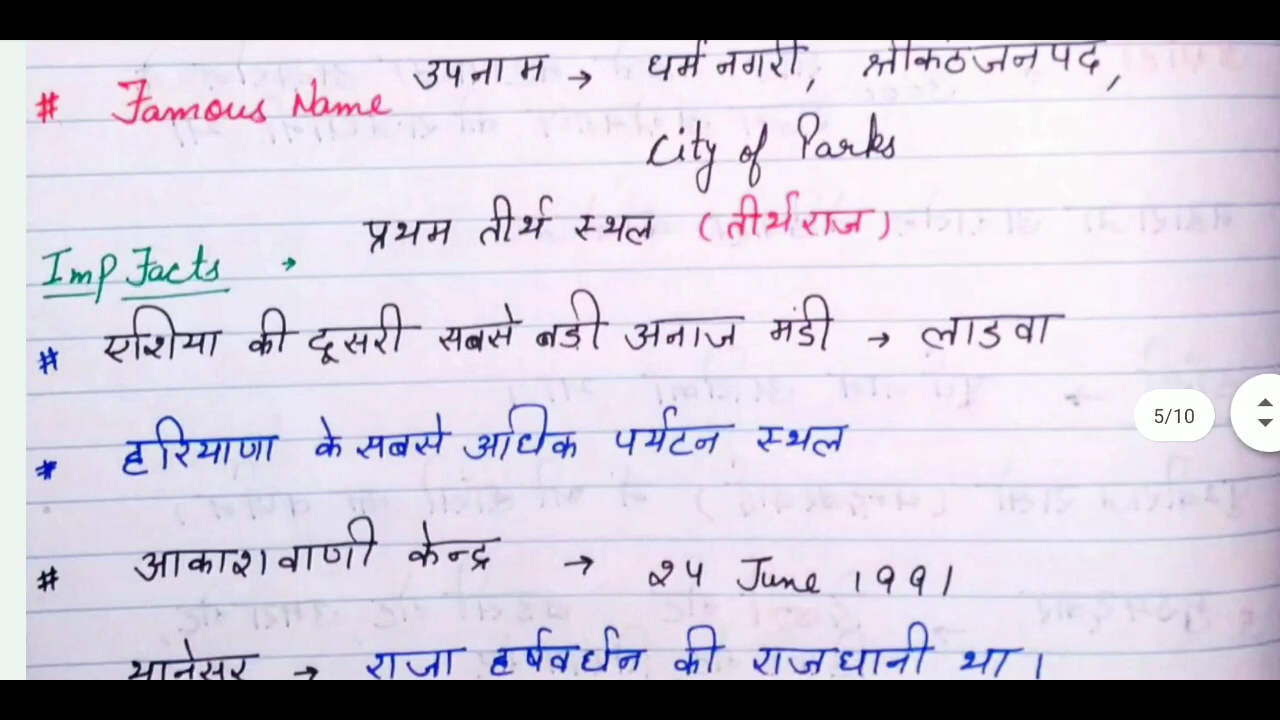 उपनाम → धर्म नगरी, श्रीकंठजनपद,
# Famous Name
City of Parks
प्रथम तीर्थ स्थल (तीर्थराज)
Imp Facts →
# एशिया की दूसरी सबसे बड़ी अनाज मंडी → लाडवा
5/10
# हरियाणा के सबसे अधिक पर्यटन स्थल
# आकाशवाणी केन्द्र → 24 June 1991
थानेसर → राजा हर्षवर्धन की राजधानी था।